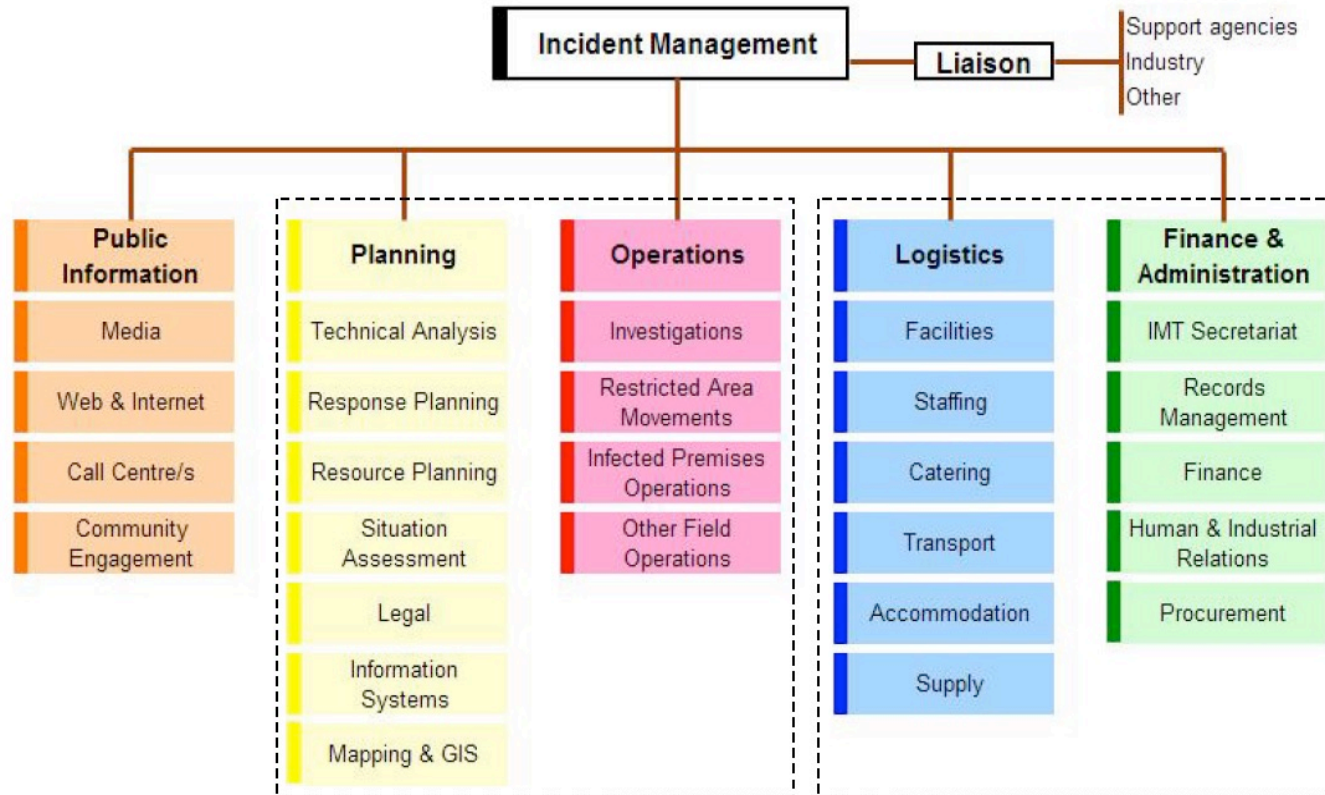 Incident Management
Liaison
Support agencies
Industry
Other
Public
Information
Media
Web & Internet
Call Centre/s
Community
Engagement
Planning
Technical Analysis
Response Planning
Resource Planning
Situation
Assessment
Legal
Information
Systems
Mapping & GIS
Operations
Investigations
Restricted Area
Movements
Infected Premises
Operations
Other Field
Operations
Logistics
Facilities
Staffing
Catering
Transport
Accommodation
Supply
Finance &
Administration
IMT Secretariat
Records
Management
Finance
Human & Industrial
Relations
Procurement